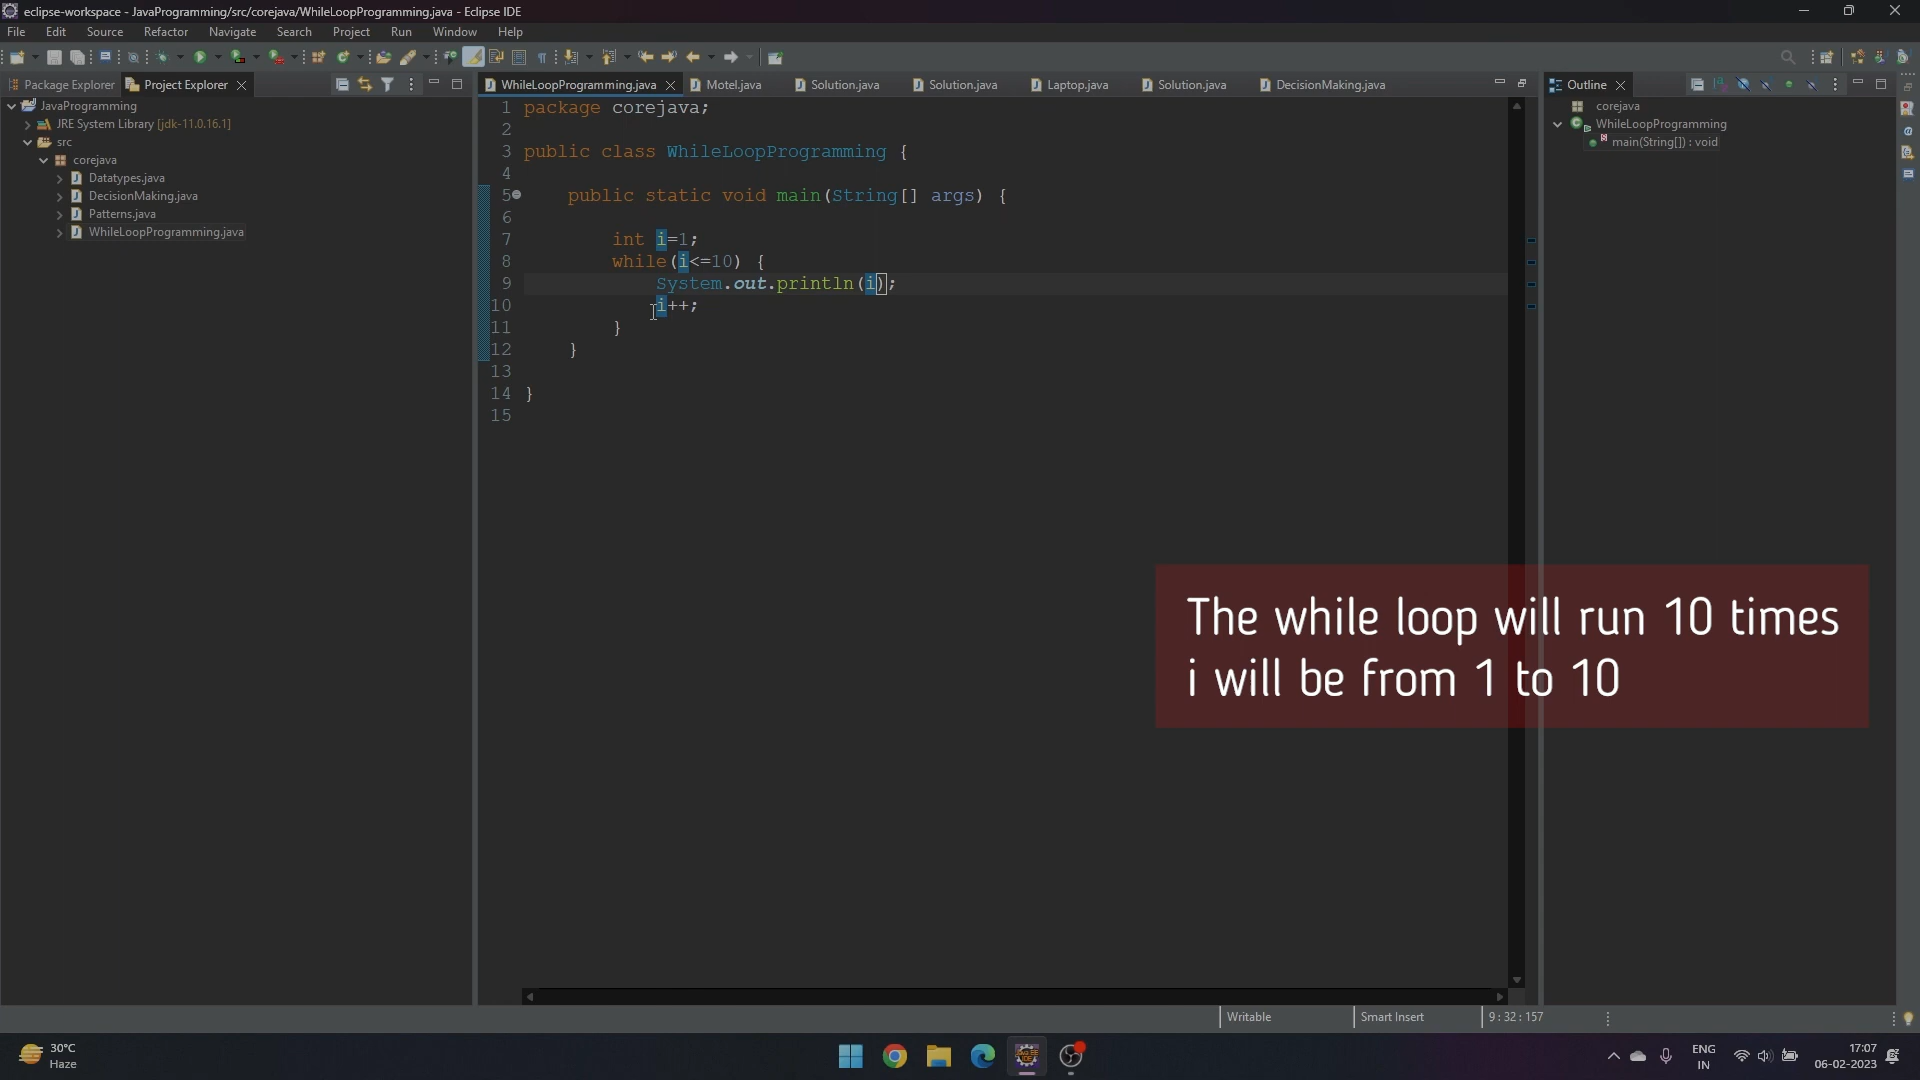 eclipse-workspace - JavaProgramming/src/corejava/WhileLoopProgramming.java - Eclipse IDE
File Edit Source Refactor Navigate Search Project Run Window Help
Package Explorer Project Explorer
WhileLoopProgramming.java Motel.java Solution.java Solution.java Laptop.java Solution.java DecisionMaking.java
Outline
JavaProgramming
JRE System Library [jdk-11.0.16.1]
src
corejava
Datatypes.java
DecisionMaking.java
Patterns.java
WhileLoopProgramming.java
1 package corejava;
2
3 public class WhileLoopProgramming {
4
5 public static void main(String[] args) {
6
7 int i=1;
8 while(i<=10) {
9 System.out.println(i);
10 i++;
11 }
12 }
13
14 }
15
corejava
WhileLoopProgramming
main(String[]) : void
The while loop will run 10 times
i will be from 1 to 10
Writable Smart Insert 9 : 32 : 157
30°C
Haze
ENG
IN
17:07
06-02-2023